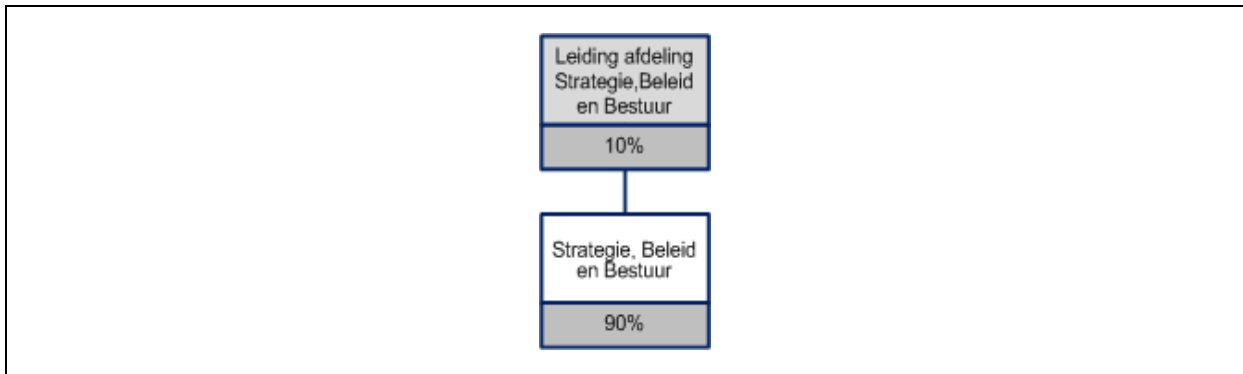 Leiding afdeling
Strategie,Beleid
en Bestuur
10%
Strategie, Beleid
en Bestuur
90%